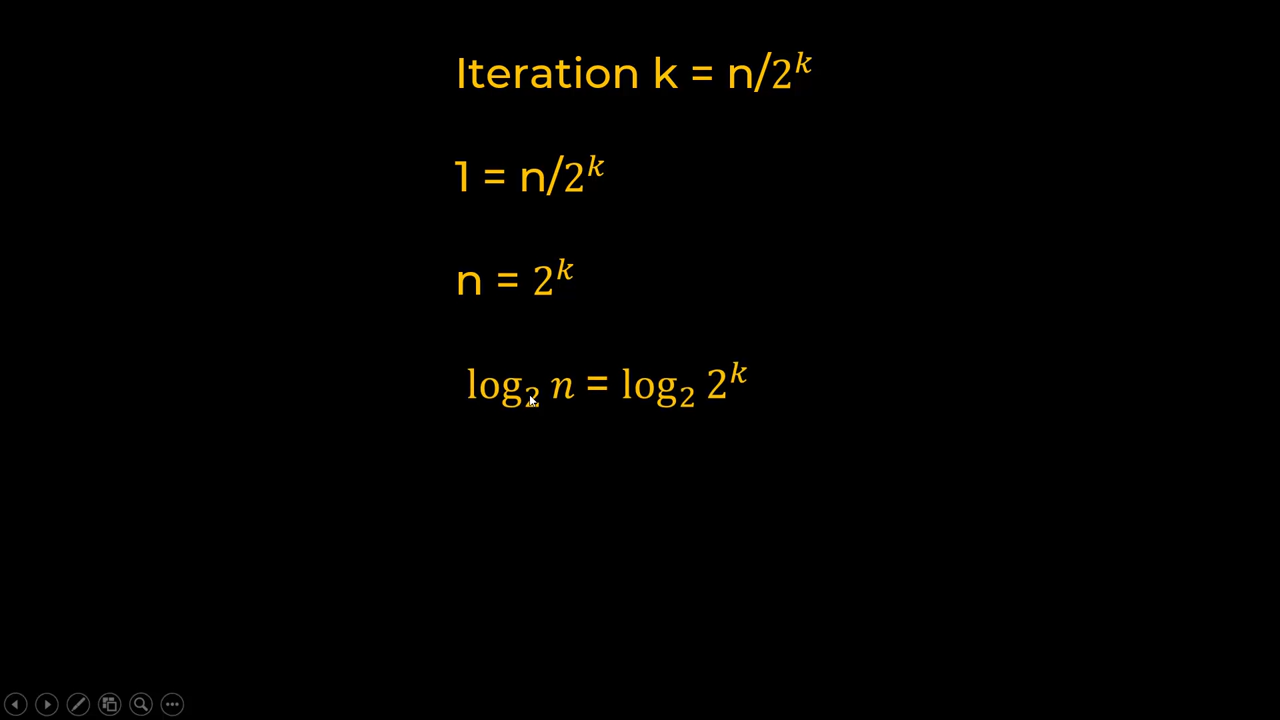 Iteration k = n/2^k
1 = n/2^k
n = 2^k
log₂ n = log₂ 2^k